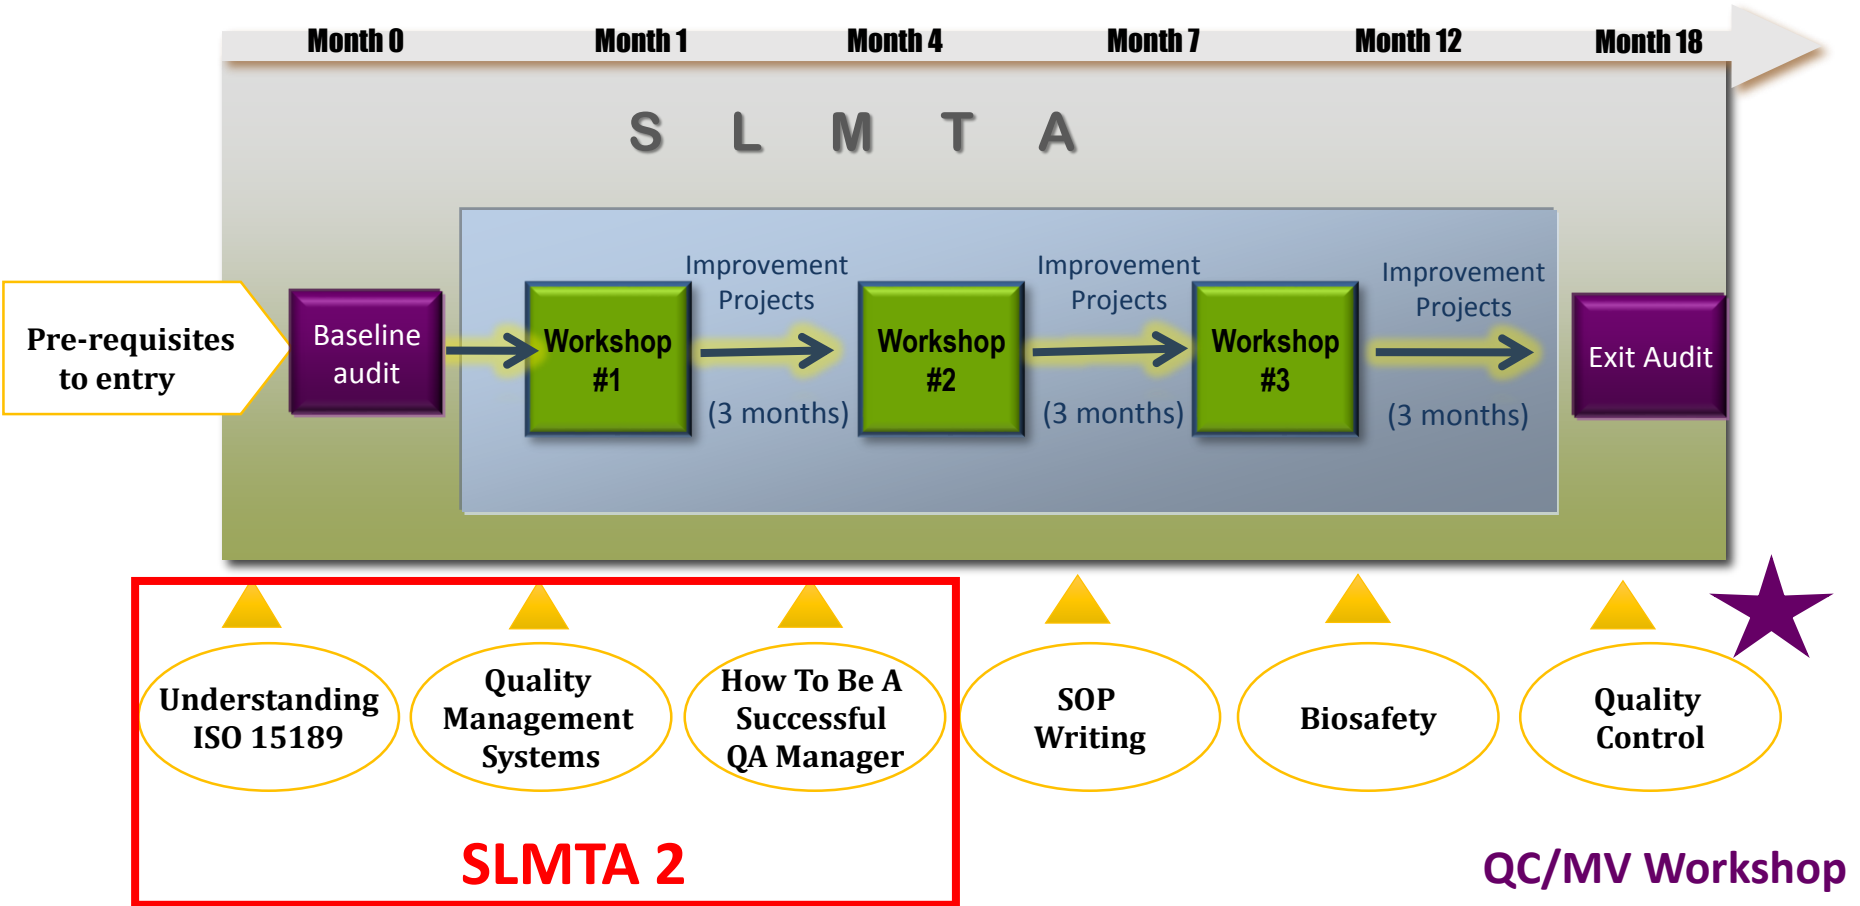 Month 0 Month 1 Month 4 Month 7 Month 12 Month 18
S L M T A
Pre-requisites
to entry
Baseline
audit
Workshop
#1
Improvement
Projects
(3 months)
Workshop
#2
Improvement
Projects
(3 months)
Workshop
#3
Improvement
Projects
(3 months)
Exit Audit
Understanding
ISO 15189
Quality
Management
Systems
How To Be A
Successful
QA Manager
SOP
Writing
Biosafety
Quality
Control
SLMTA 2
QC/MV Workshop